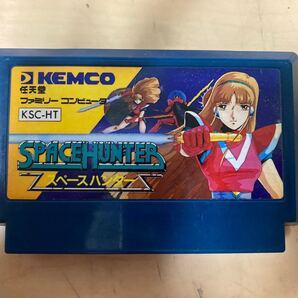 KEMCO
任天堂
ファミリー コンピュータ
KSC-HT
SPACE HUNTER
スペースハンター